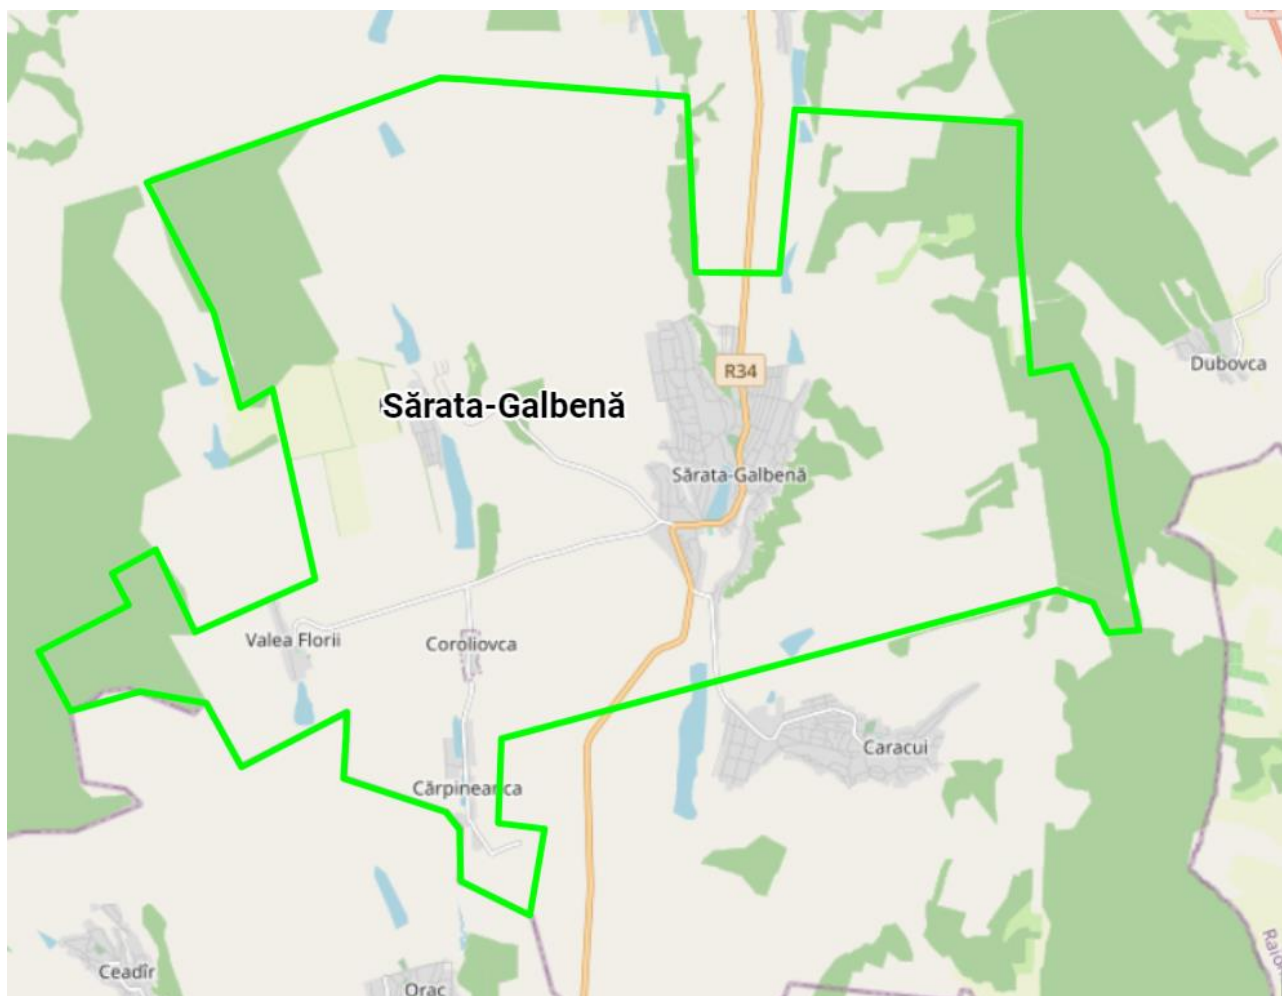 R34
Dubovca
Sărata-Galbenă
Sărata-Galbenă
Valea Florii
Coroliovca
Caracui
Cărpineanca
Ceadîr
Orac